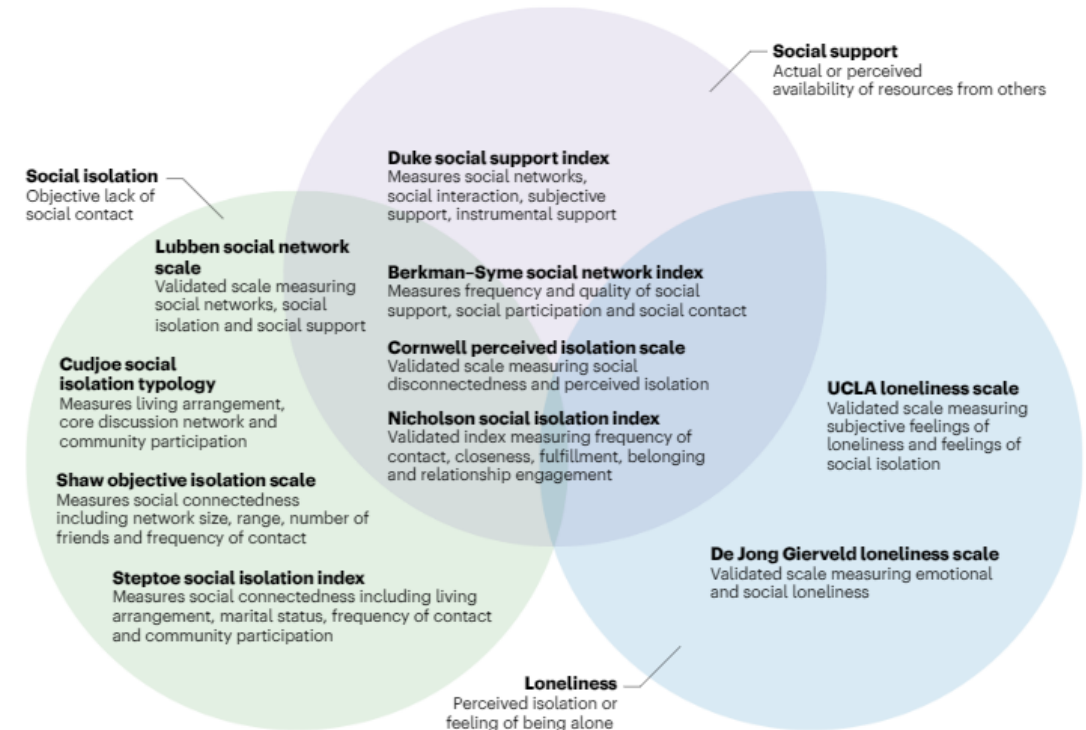 Social support
Actual or perceived
availability of resources from others
Social isolation
Objective lack of
social contact
Duke social support index
Measures social networks,
social interaction, subjective
support, instrumental support
Lubben social network
scale
Validated scale measuring
social networks, social
isolation and social support
Berkman–Syme social network index
Measures frequency and quality of social
support, social participation and social contact
Cornwell perceived isolation scale
Validated scale measuring social
disconnectedness and perceived isolation
Cudjoe social
isolation typology
Measures living arrangement,
core discussion network and
community participation
Nicholson social isolation index
Validated index measuring frequency of
contact, closeness, fulfillment, belonging
and relationship engagement
UCLA loneliness scale
Validated scale measuring
subjective feelings of
loneliness and feelings of
social isolation
Shaw objective isolation scale
Measures social connectedness
including network size, range, number of
friends and frequency of contact
De Jong Gierveld loneliness scale
Validated scale measuring emotional
and social loneliness
Steptoe social isolation index
Measures social connectedness including living
arrangement, marital status, frequency of contact
and community participation
Loneliness
Perceived isolation or
feeling of being alone